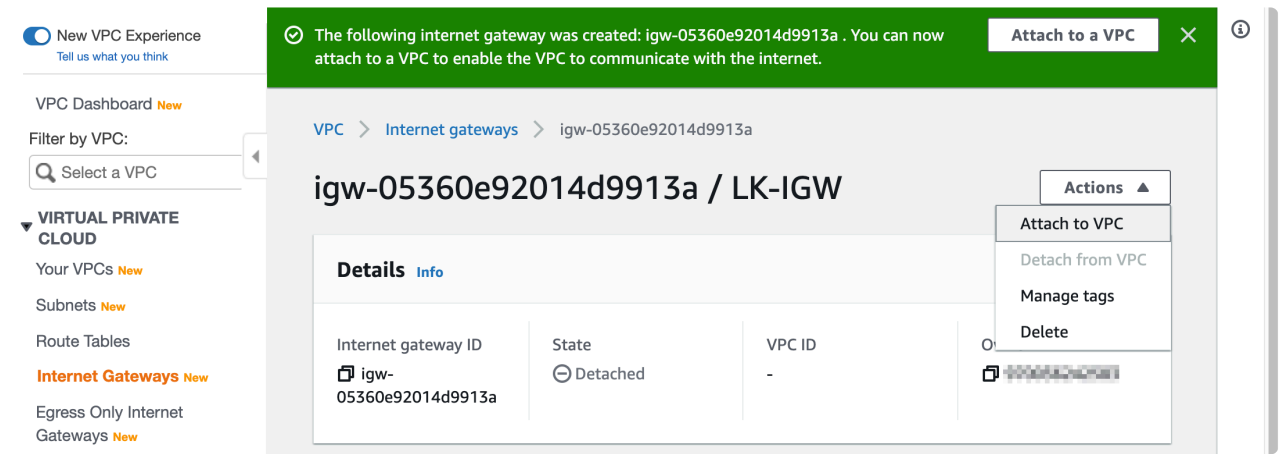 New VPC Experience
Tell us what you think
VPC Dashboard New
Filter by VPC:
Select a VPC
VIRTUAL PRIVATE
CLOUD
Your VPCs New
Subnets New
Route Tables
Internet Gateways New
Egress Only Internet
Gateways New
The following internet gateway was created: igw-05360e92014d9913a . You can now
attach to a VPC to enable the VPC to communicate with the internet.
Attach to a VPC
VPC Internet gateways igw-05360e92014d9913a
igw-05360e92014d9913a / LK-IGW
Actions
Attach to VPC
Detach from VPC
Manage tags
Delete
Details Info
Internet gateway ID
igw-
05360e92014d9913a
State
Detached
VPC ID
-